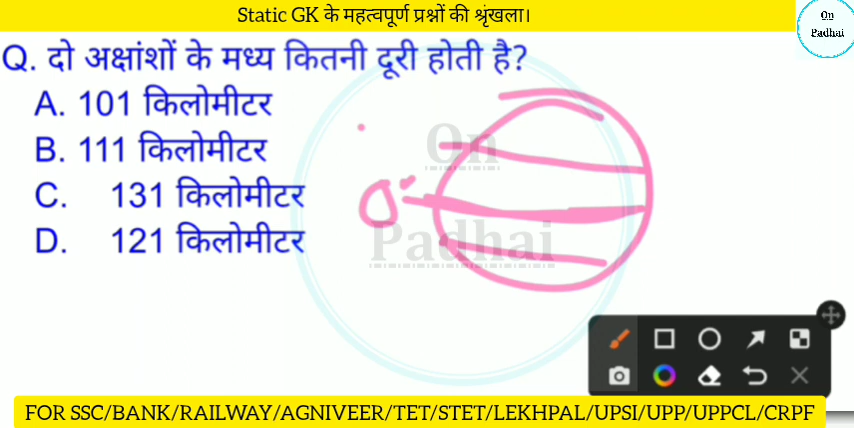 Static GK के महत्वपूर्ण प्रश्नों की श्रृंखला।
On
Padhai
Q. दो अक्षांशों के मध्य कितनी दूरी होती है?
A. 101 किलोमीटर
B. 111 किलोमीटर
C. 131 किलोमीटर
D. 121 किलोमीटर
0°
On
Padhai
FOR SSC/BANK/RAILWAY/AGNIVEER/TET/STET/LEKHPAL/UPSI/UPP/UPPCL/CRPF